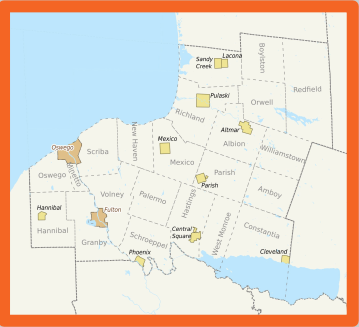 Lacona
Sandy
Creek
Boylston
Redfield
Pulaski
Orwell
Richland
Altmar
Albion
Williamstown
New Haven
Mexico
Oswego
Scriba
Minetto
Mexico
Parish
Oswego
Parish
Amboy
Volney
Palermo
Hastings
Hannibal
Fulton
West Monroe
Constantia
Hannibal
Central
Square
Schroeppel
Granby
Phoenix
Cleveland